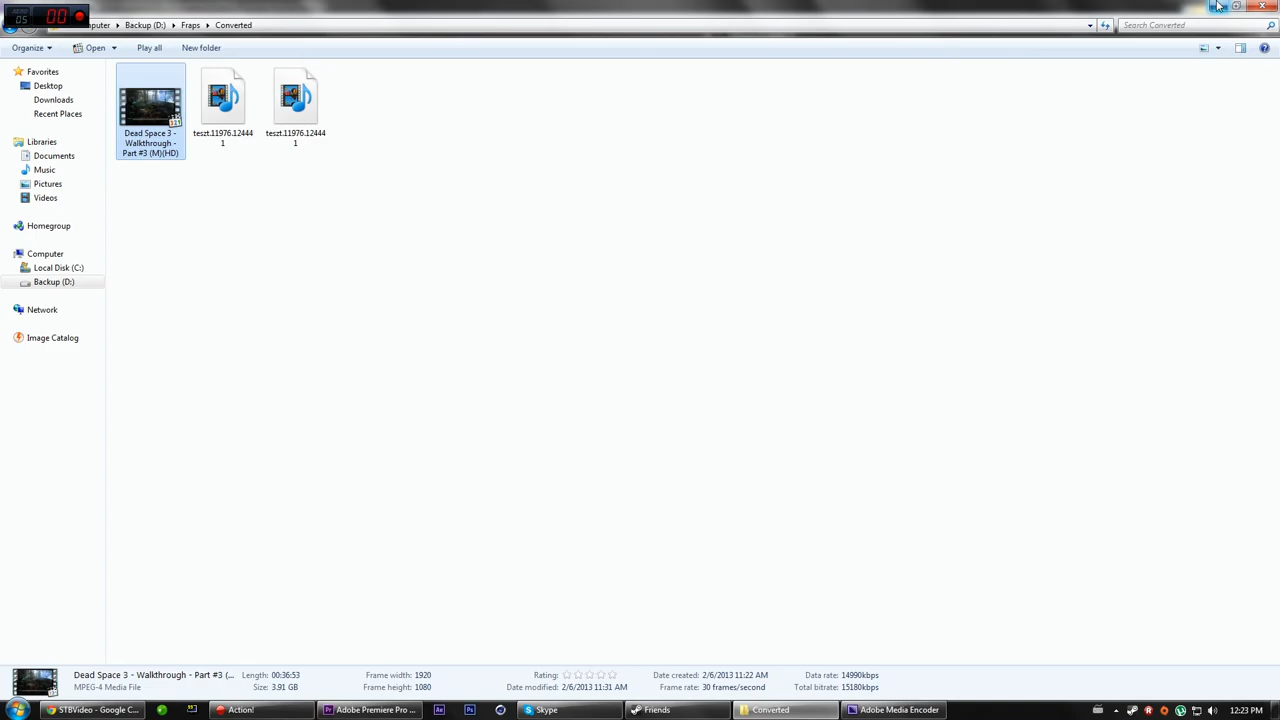 05 00
puter Backup (D:) Fraps Converted
Search Converted
Organize Open Play all New folder
Favorites
Desktop
Downloads
Recent Places
Libraries
Documents
Music
Pictures
Videos
Homegroup
Computer
Local Disk (C:)
Backup (D:)
Network
Image Catalog
Dead Space 3 -
Walkthrough -
Part #3 (M)(HD)
teszt.11976.12444
1
teszt.11976.12444
1
Dead Space 3 - Walkthrough - Part #3 (... Length: 00:36:53 Frame width: 1920 Rating: Date created: 2/6/2013 11:22 AM Data rate: 14990kbps
MPEG-4 Media File Size: 3.91 GB Frame height: 1080 Date modified: 2/6/2013 11:31 AM Frame rate: 30 frames/second Total bitrate: 15180kbps
STBVideo - Google C... Action! Pr Adobe Premiere Pro ... Ae Ps Skype Friends Converted Adobe Media Encoder 12:23 PM